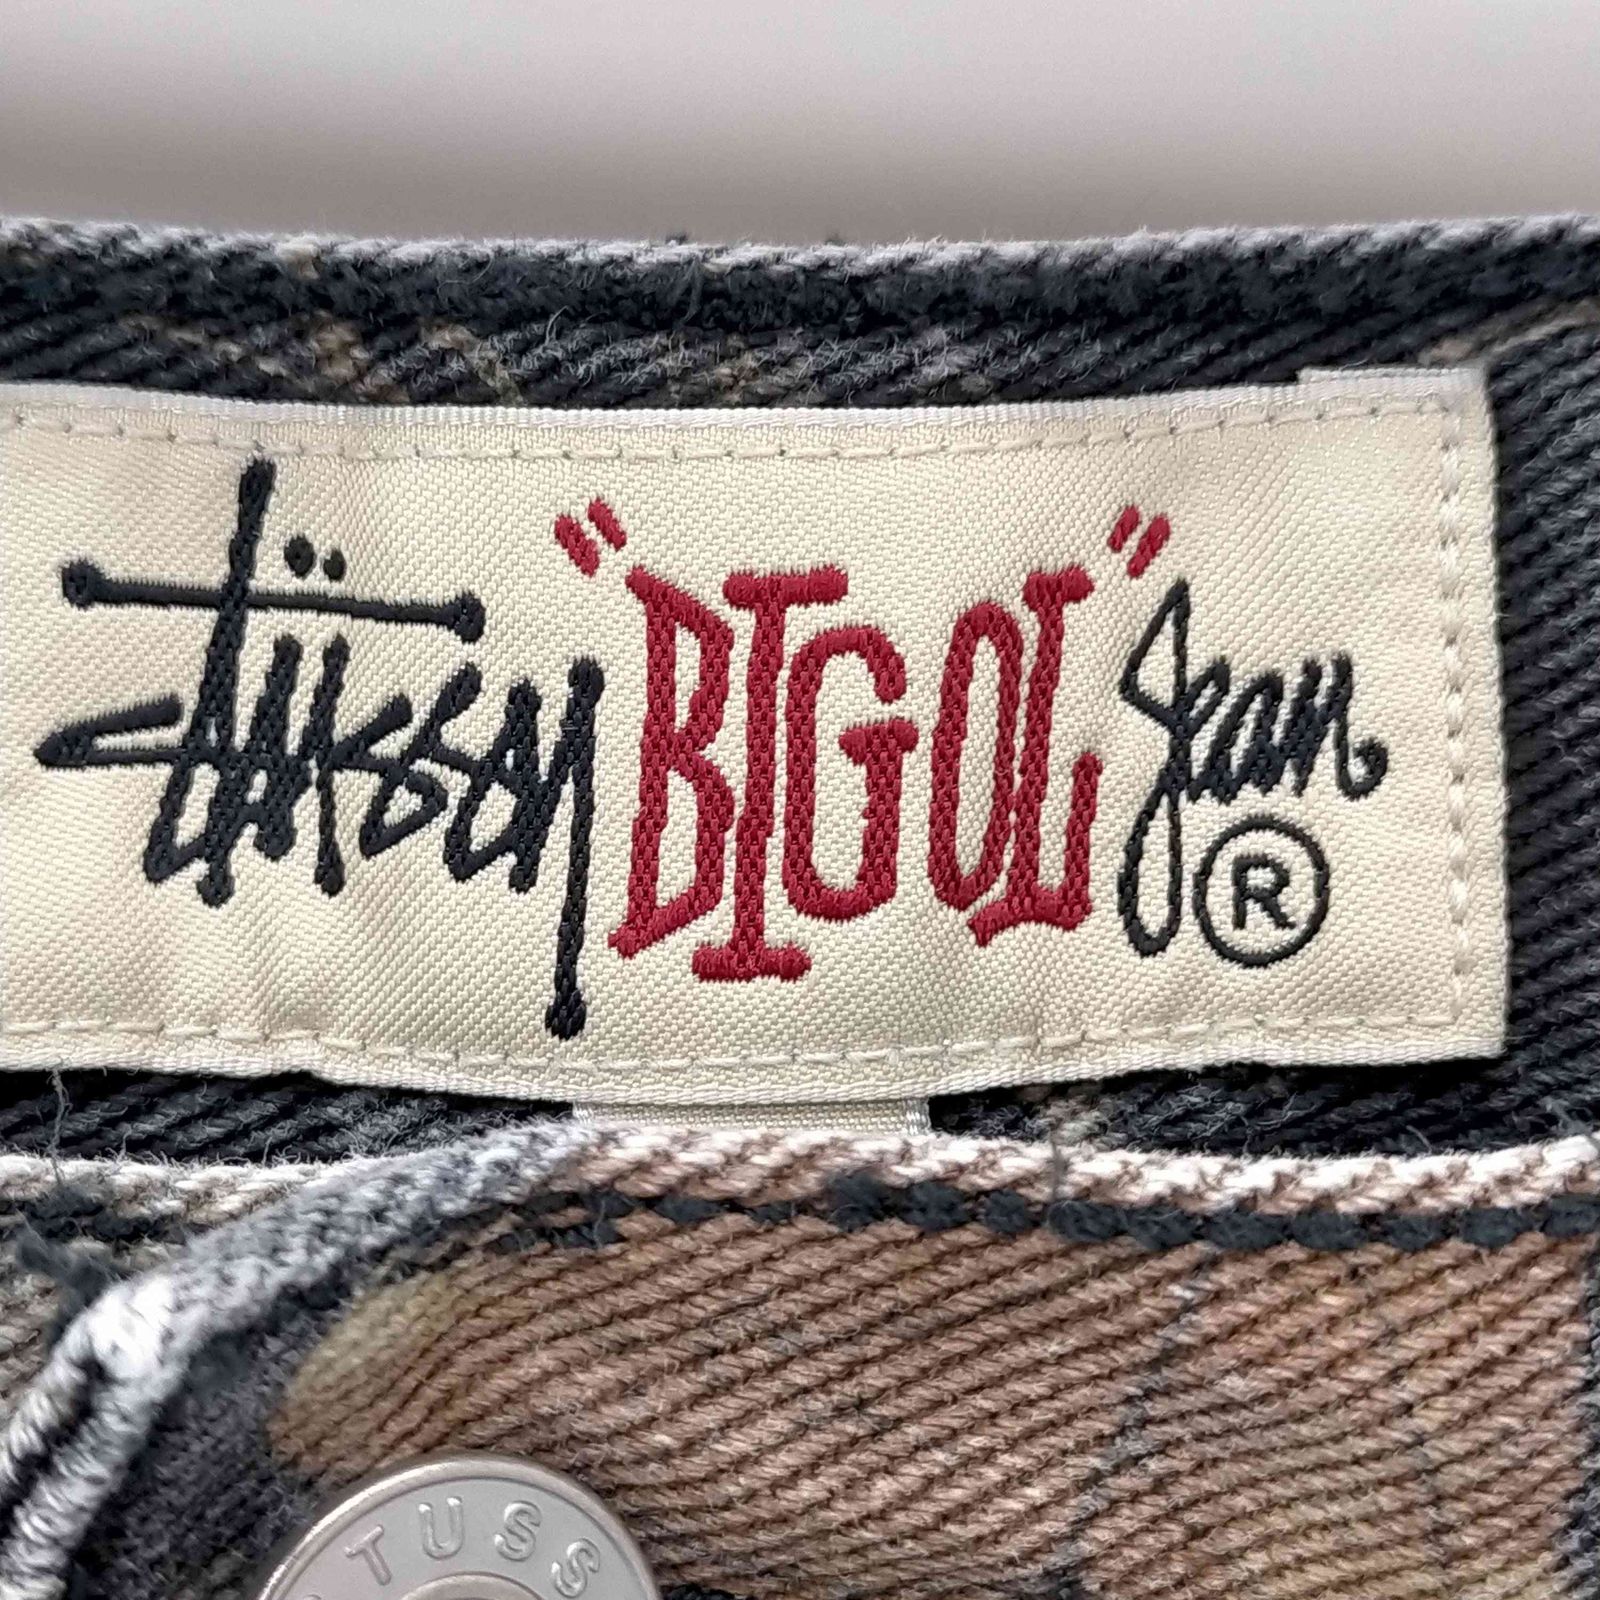 Stüssy "BIG OL" Jean ®
STUSS